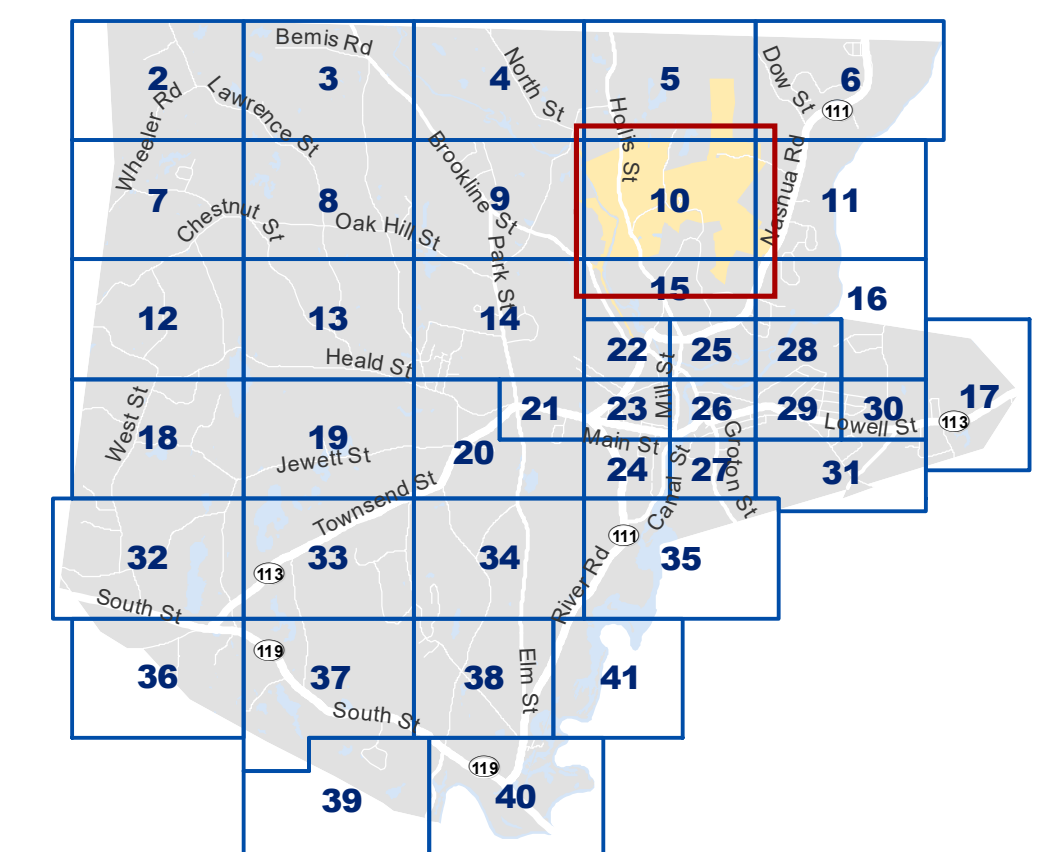 Bemis Rd
2
3
4
5
6
North St
Dow St
111
Wheeler Rd
Lawrence St
Hollis St
Brookline St
Nashua Rd
7
8
9
10
11
Chestnut St
Oak Hill St
Park St
12
13
14
15
16
Heald St
22
25
28
Mill St
17
West St
18
19
20
21
23
26
29
30
Lowell St
113
Jewett St
Main St
24
27
31
Groton St
Canal St
Townsend St
32
33
34
35
113
111
River Rd
South St
119
36
37
38
41
Elm St
South St
119
39
40